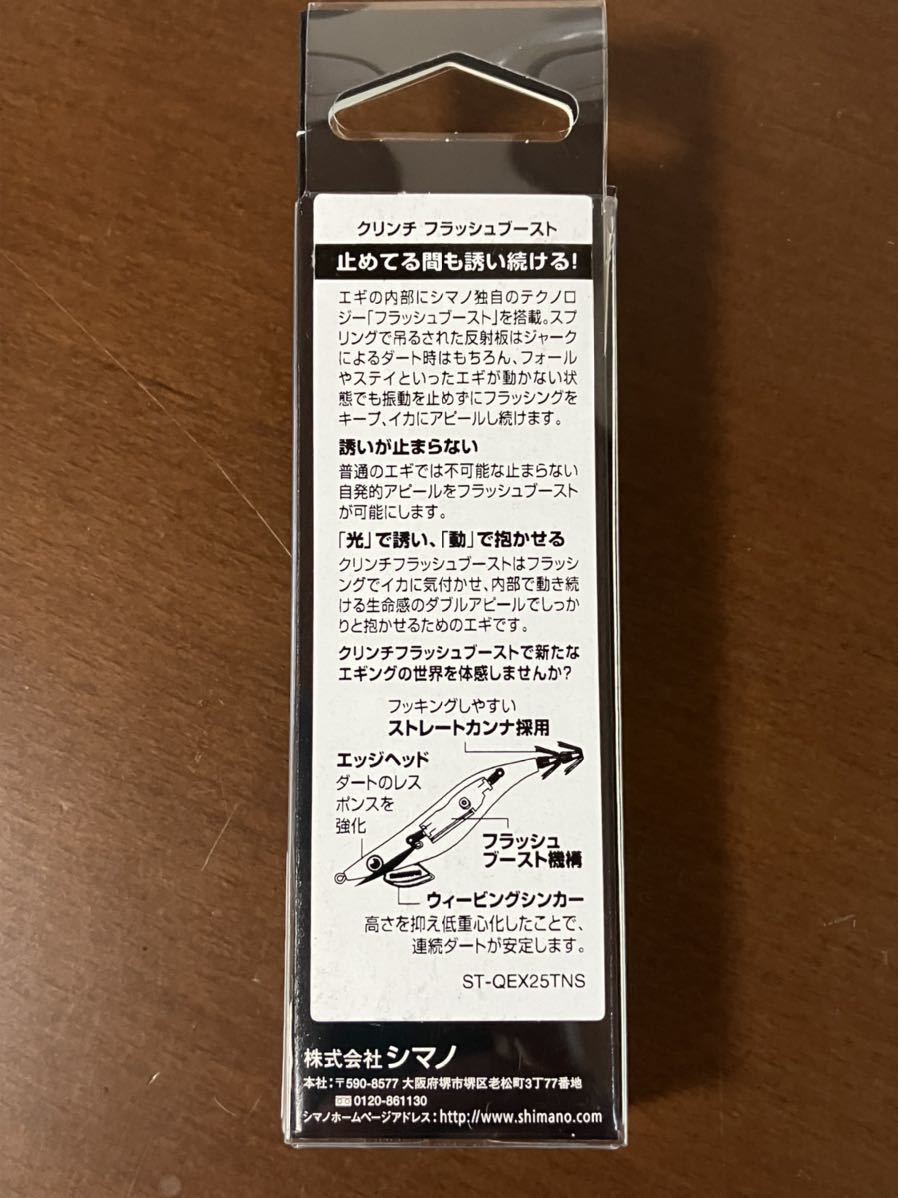 クリンチ フラッシュブースト
止めてる間も誘い続ける!
エギの内部にシマノ独自のテクノロ
ジー「フラッシュブースト」を搭載。スプ
リングで吊るされた反射板はジャーク
によるダート時はもちろん、フォール
やステイといったエギが動かない状
態でも振動を止めずにフラッシングを
キープ、イカにアピールし続けます。
誘いが止まらない
普通のエギでは不可能な止まらない
自発的アピールをフラッシュブースト
が可能にします。
「光」で誘い、「動」で抱かせる
クリンチフラッシュブーストはフラッシ
ングでイカに気付かせ、内部で動き続
ける生命感のダブルアピールでしっか
りと抱かせるためのエギです。
クリンチフラッシュブーストで新たな
エギングの世界を体感しませんか?
フッキングしやすい
ストレートカンナ採用
エッジヘッド
ダートのレス
ポンスを
強化
フラッシュ
ブースト機構
ウィービングシンカー
高さを抑え低重心化したことで、
連続ダートが安定します。
ST-QEX25TNS
株式会社 シマノ
本社:〒590-8577 大阪府堺市堺区老松町3丁77番地
0120-861130
シマノホームページアドレス:http://www.shimano.com